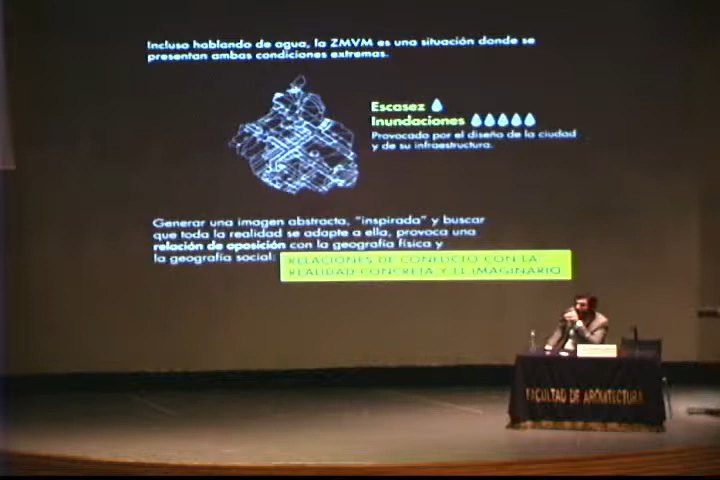 Incluso hablando de agua, la ZMVM es una situación donde se
presentan ambas condiciones extremas.
Escasez
Inundaciones
Provocada por el diseño de la ciudad
y de su infraestructura.
Generar una imagen abstracta, "inspirada" y buscar
que toda la realidad se adapte a ella, provoca una
relación de oposición con la geografía física y
la geografía social:
RELACIONES DE CONFLICTO CON LA
REALIDAD CONCRETA Y EL IMAGINARIO
FACULTAD DE ARQUITECTURA